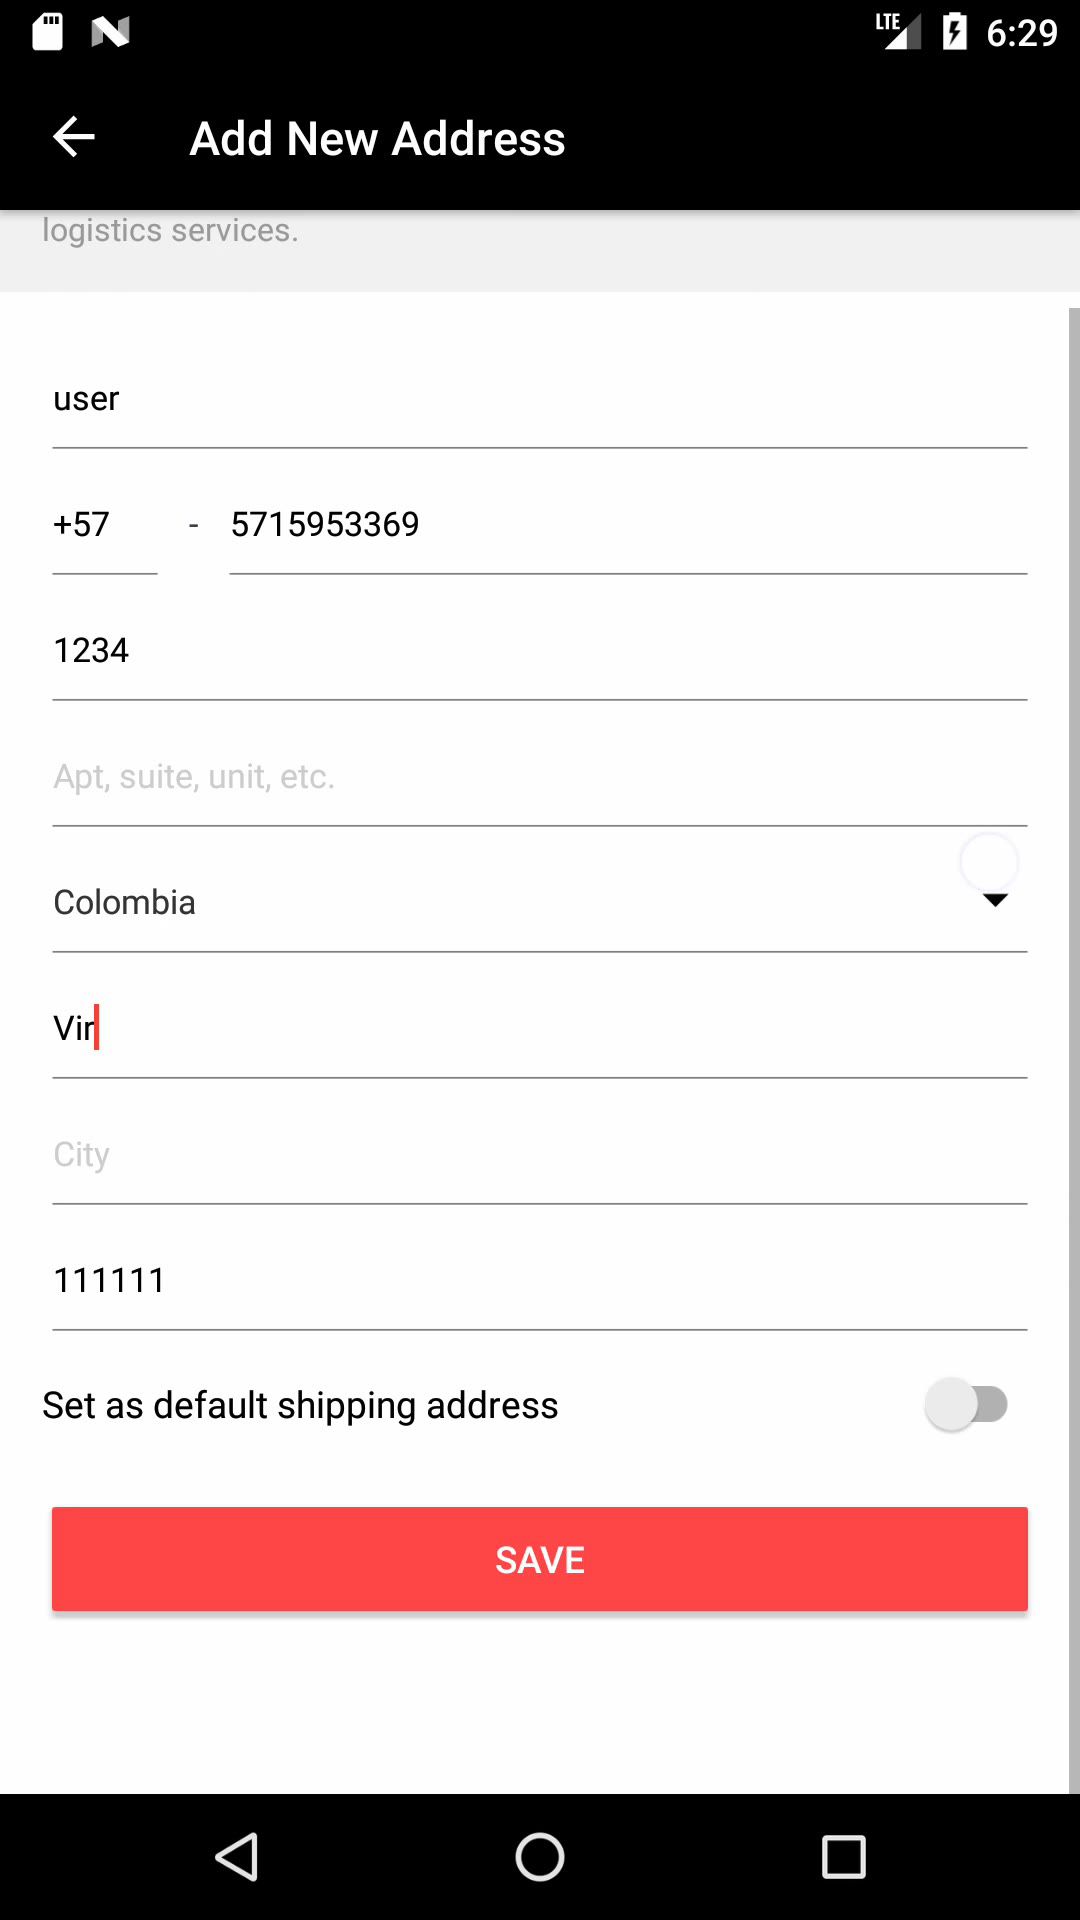 LTE 6:29
Add New Address
logistics services.
user
+57 - 5715953369
1234
Apt, suite, unit, etc.
Colombia
Vir
City
111111
Set as default shipping address
SAVE